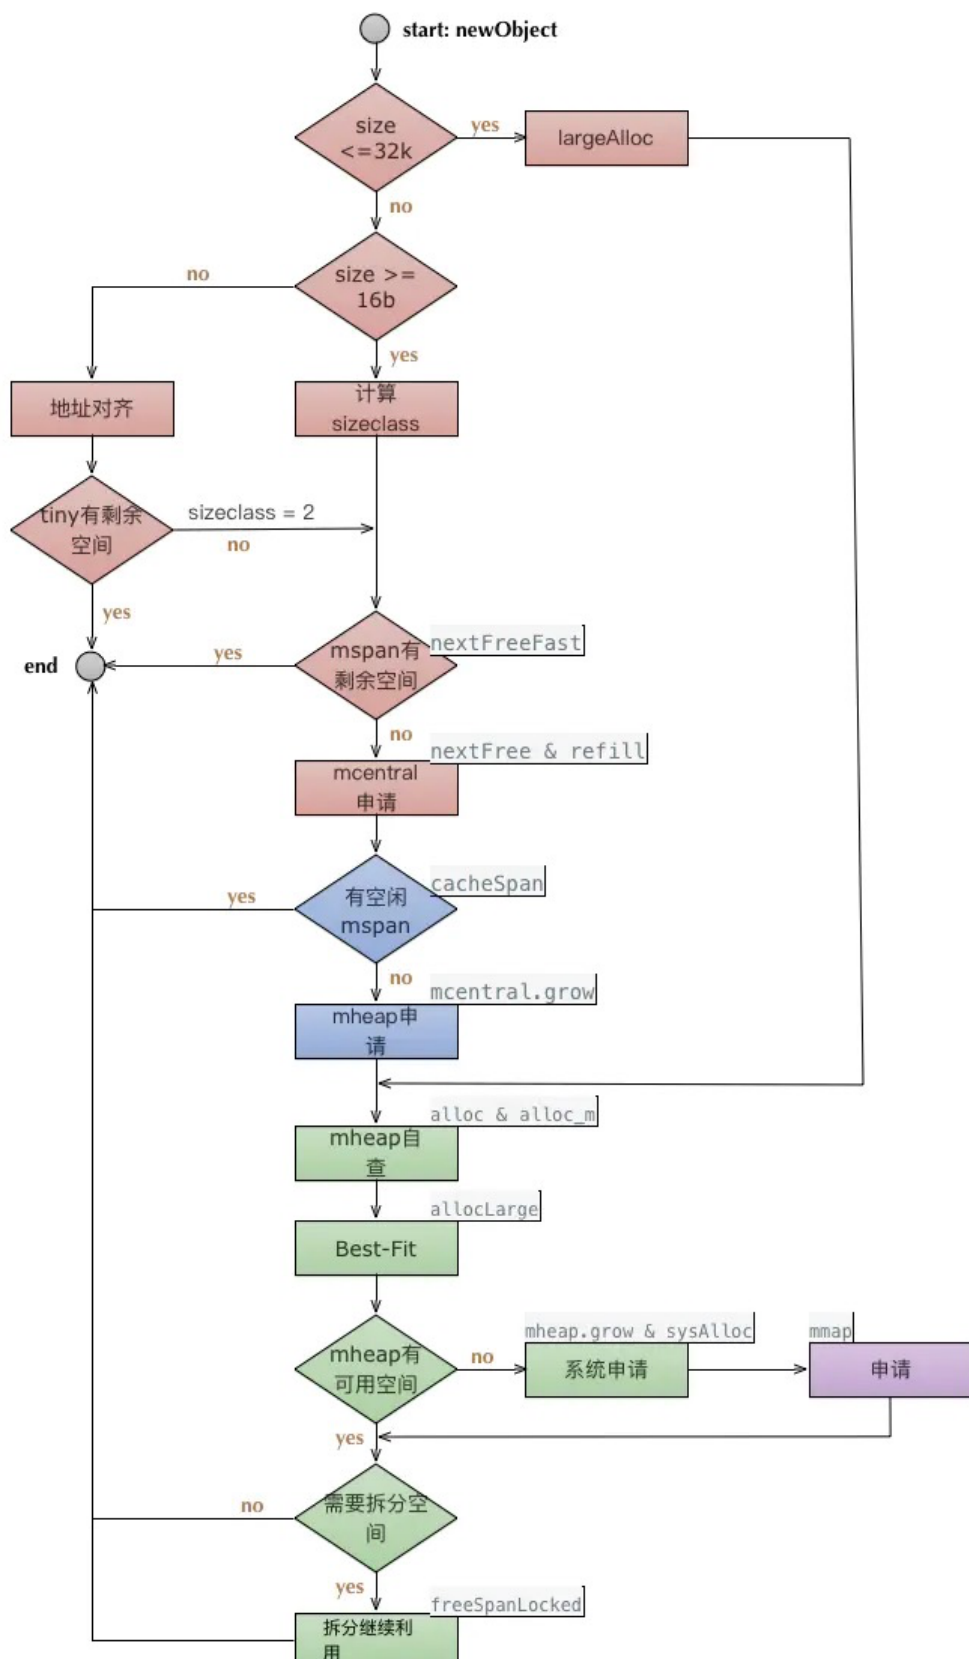 start: newObject
size
<=32k
yes
largeAlloc
no
size >=
16b
no
yes
地址对齐
计算
sizeclass
tiny有剩余
空间
sizeclass = 2
no
yes
nextFreeFast
mspan有
剩余空间
yes
end
no
nextFree & refill
mcentral
申请
cacheSpan
有空闲
mspan
yes
no
mcentral.grow
mheap申
请
alloc & alloc_m
mheap自
查
allocLarge
Best-Fit
mheap.grow & sysAlloc
mmap
mheap有
可用空间
no
系统申请
申请
yes
需要拆分空
间
no
yes
freeSpanLocked
拆分继续利
用